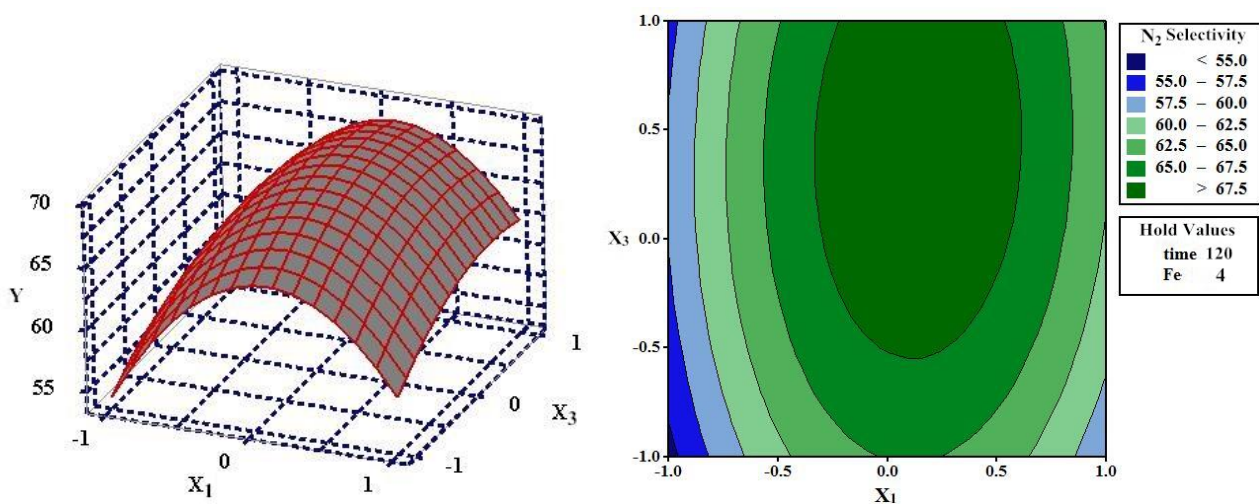 70
65
Y
60
55
-1
0
X1
1
-1
0
X3
1
1.0
0.5
X3 0.0
-0.5
-1.0
-1.0 -0.5 0.0 0.5 1.0
X1
N2 Selectivity
< 55.0
55.0 – 57.5
57.5 – 60.0
60.0 – 62.5
62.5 – 65.0
65.0 – 67.5
> 67.5
Hold Values
time 120
Fe 4